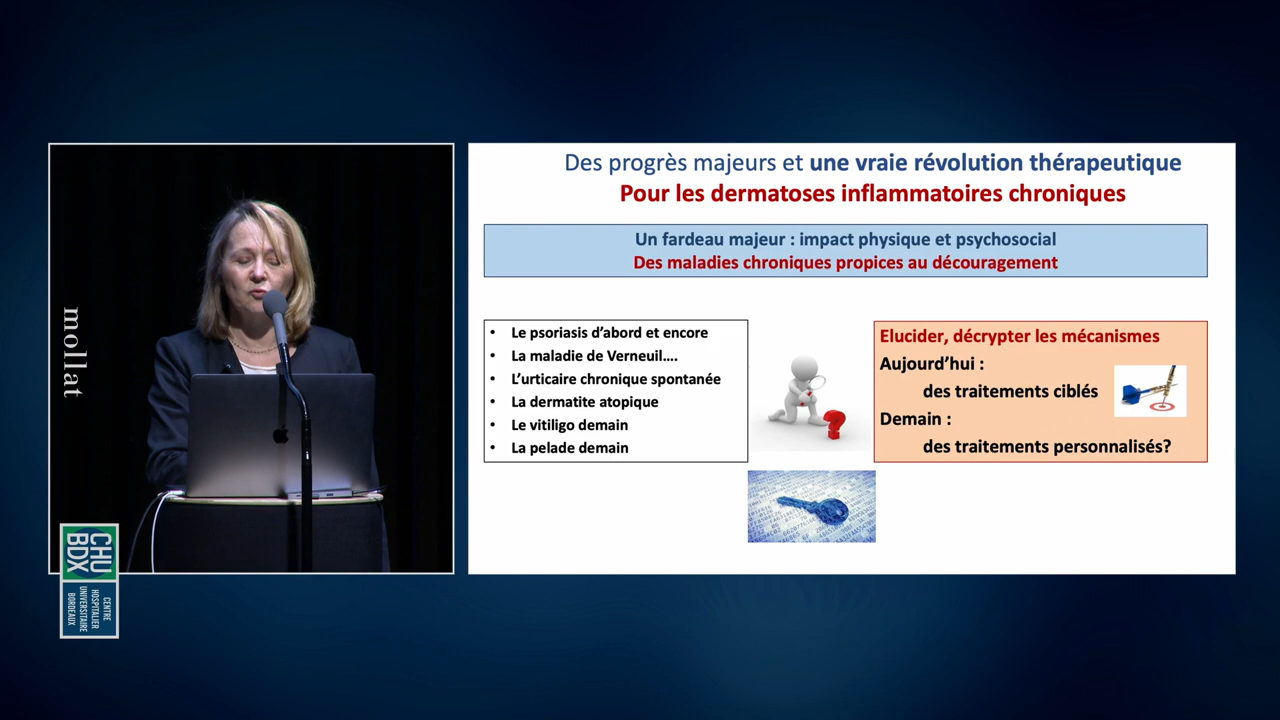 mollat
CHU
BDX
CENTRE
HOSPITALIER
UNIVERSITAIRE
BORDEAUX
Des progrès majeurs et une vraie révolution thérapeutique
Pour les dermatoses inflammatoires chroniques
Un fardeau majeur : impact physique et psychosocial
Des maladies chroniques propices au découragement
• Le psoriasis d’abord et encore
• La maladie de Verneuil….
• L’urticaire chronique spontanée
• La dermatite atopique
• Le vitiligo demain
• La pelade demain
Elucider, décrypter les mécanismes
Aujourd’hui :
des traitements ciblés
Demain :
des traitements personnalisés?